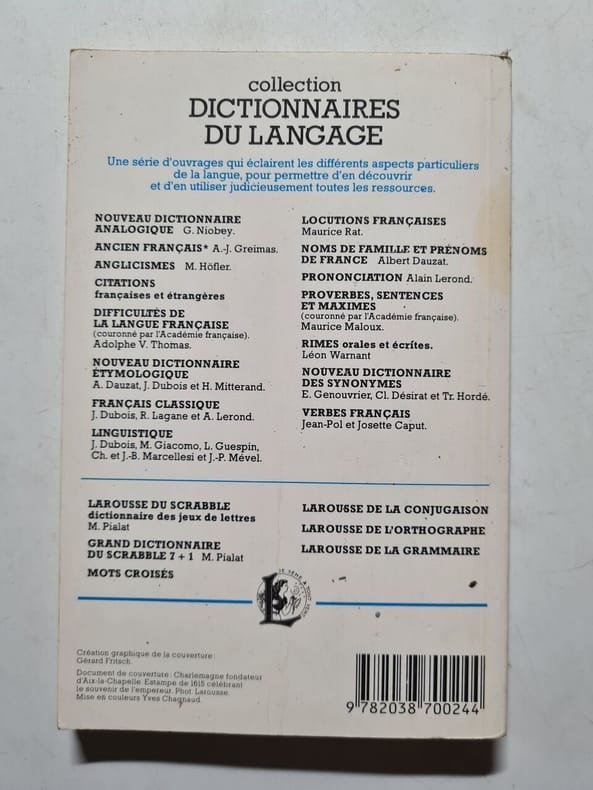 collection
DICTIONNAIRES
DU LANGAGE
Une série d'ouvrages qui éclairent les différents aspects particuliers
de la langue, pour permettre d'en découvrir
et d'en utiliser judicieusement toutes les ressources.
NOUVEAU DICTIONNAIRE
ANALOGIQUE G. Niobey.
ANCIEN FRANÇAIS* A.-J. Greimas.
ANGLICISMES M. Höfler.
CITATIONS
françaises et étrangères
DIFFICULTÉS DE
LA LANGUE FRANÇAISE
(couronné par l'Académie française).
Adolphe V. Thomas.
NOUVEAU DICTIONNAIRE
ÉTYMOLOGIQUE
A. Dauzat, J. Dubois et H. Mitterand.
FRANÇAIS CLASSIQUE
J. Dubois, R. Lagane et A. Lerond.
LINGUISTIQUE
J. Dubois, M. Giacomo, L. Guespin,
Ch. et J.-B. Marcellesi et J.-P. Mével.
LOCUTIONS FRANÇAISES
Maurice Rat.
NOMS DE FAMILLE ET PRÉNOMS
DE FRANCE Albert Dauzat.
PRONONCIATION Alain Lerond.
PROVERBES, SENTENCES
ET MAXIMES
(couronné par l'Académie française).
Maurice Maloux.
RIMES orales et écrites.
Léon Warnant
NOUVEAU DICTIONNAIRE
DES SYNONYMES
E. Genouvrier, Cl. Désirat et Tr. Hordé.
VERBES FRANÇAIS
Jean-Pol et Josette Caput.
LAROUSSE DU SCRABBLE
dictionnaire des jeux de lettres
M. Pialat
GRAND DICTIONNAIRE
DU SCRABBLE 7 + 1 M. Pialat
MOTS CROISÉS
LAROUSSE DE LA CONJUGAISON
LAROUSSE DE L'ORTHOGRAPHE
LAROUSSE DE LA GRAMMAIRE
JE SÈME À TOUT VENT
L
Création graphique de la couverture :
Gérard Fritsch.
Document de couverture : Charlemagne fondateur
d'Aix-la-Chapelle. Estampe de 1615 célébrant
le souvenir de l'empereur. Phot. Larousse.
Mise en couleurs Yves Chagnaud.
9 782038 700244